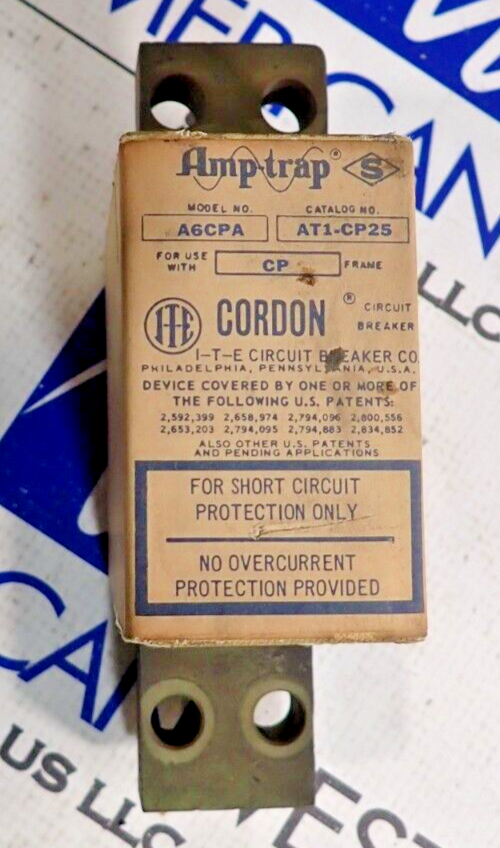 Amp-trap® S
MODEL NO. CATALOG NO.
A6CPA AT1-CP25
FOR USE WITH CP FRAME
I-T-E CORDON® CIRCUIT BREAKER
I-T-E CIRCUIT BREAKER CO
PHILADELPHIA, PENNSYLVANIA, U.S.A.
DEVICE COVERED BY ONE OR MORE OF
THE FOLLOWING U.S. PATENTS:
2,592,399 2,658,974 2,794,096 2,800,556
2,653,203 2,794,095 2,794,883 2,834,852
ALSO OTHER U.S. PATENTS
AND PENDING APPLICATIONS
FOR SHORT CIRCUIT
PROTECTION ONLY
NO OVERCURRENT
PROTECTION PROVIDED
US LLC
LLC